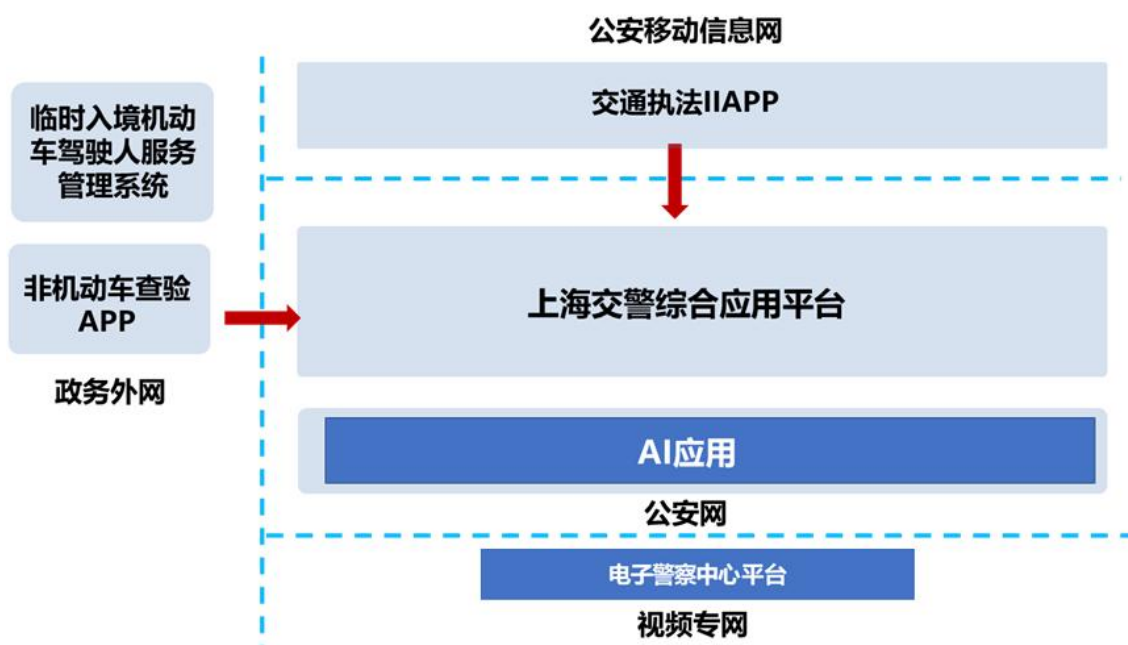 公安移动信息网
交通执法IIAPP
临时入境机动
车驾驶人服务
管理系统
非机动车查验
APP
政务外网
上海交警综合应用平台
AI应用
公安网
电子警察中心平台
视频专网